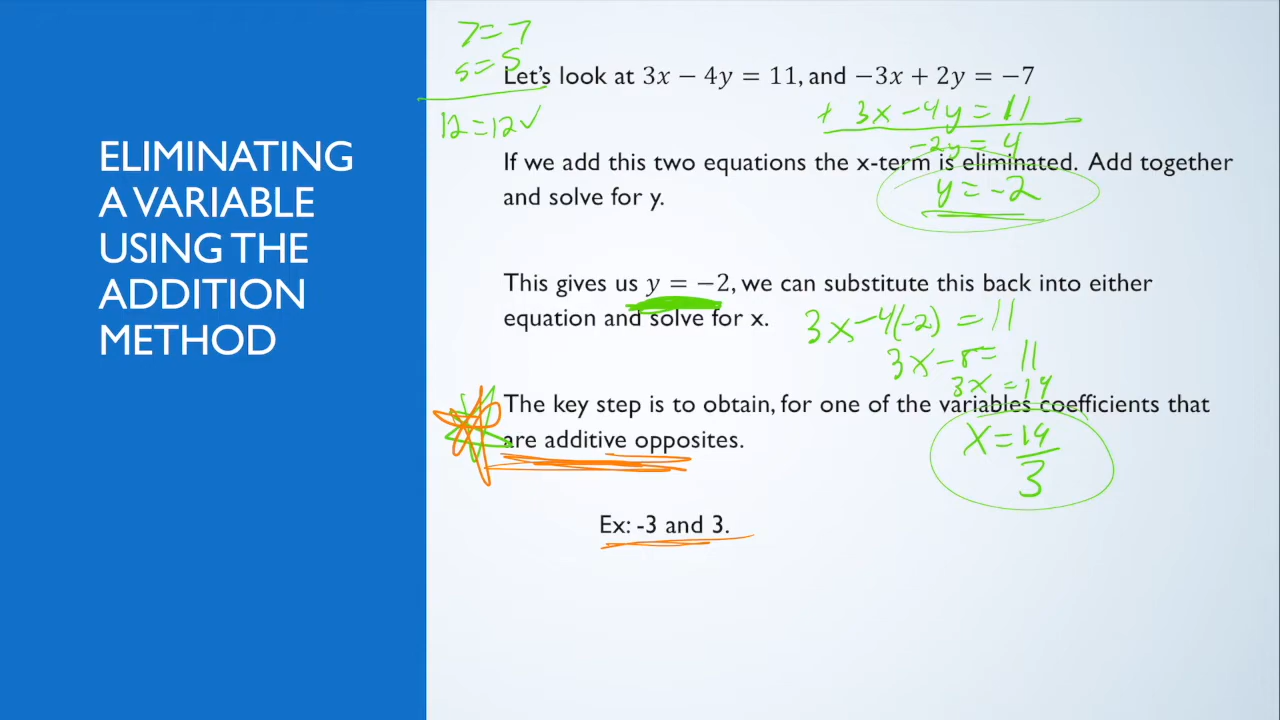 ELIMINATING
A VARIABLE
USING THE
ADDITION
METHOD
7=7
5=5
12=12✓
Let's look at 3x − 4y = 11, and −3x + 2y = −7
+ 3x -4y = 11
-2y = 4
If we add this two equations the x-term is eliminated. Add together
y = -2
and solve for y.
This gives us y = −2, we can substitute this back into either
equation and solve for x.
3x -4(-2) = 11
3x -8 = 11
3x = 19
The key step is to obtain, for one of the variables coefficients that
are additive opposites.
x = 19/3
Ex: -3 and 3.